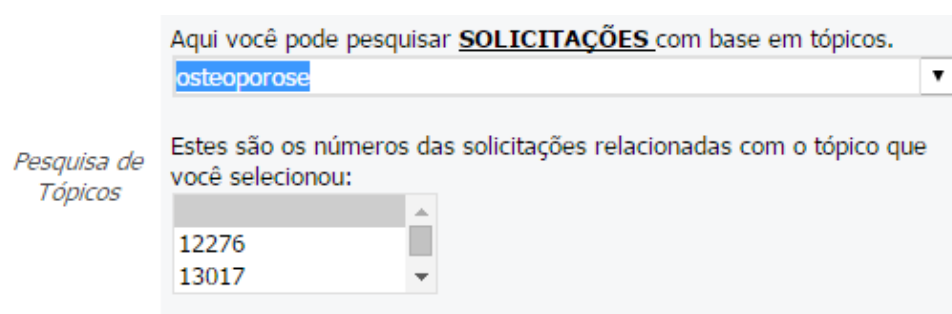 Aqui você pode pesquisar SOLICITAÇÕES com base em tópicos.
osteoporose
Pesquisa de
Tópicos
Estes são os números das solicitações relacionadas com o tópico que
você selecionou:
12276
13017